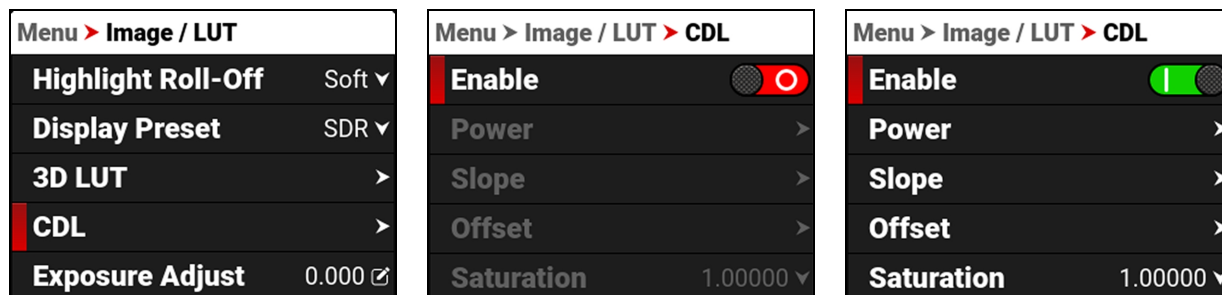 Menu > Image / LUT
Highlight Roll-Off Soft
Display Preset SDR
3D LUT
CDL
Exposure Adjust 0.000
Menu > Image / LUT > CDL
Enable
Power
Slope
Offset
Saturation 1.00000
Menu > Image / LUT > CDL
Enable
Power
Slope
Offset
Saturation 1.00000